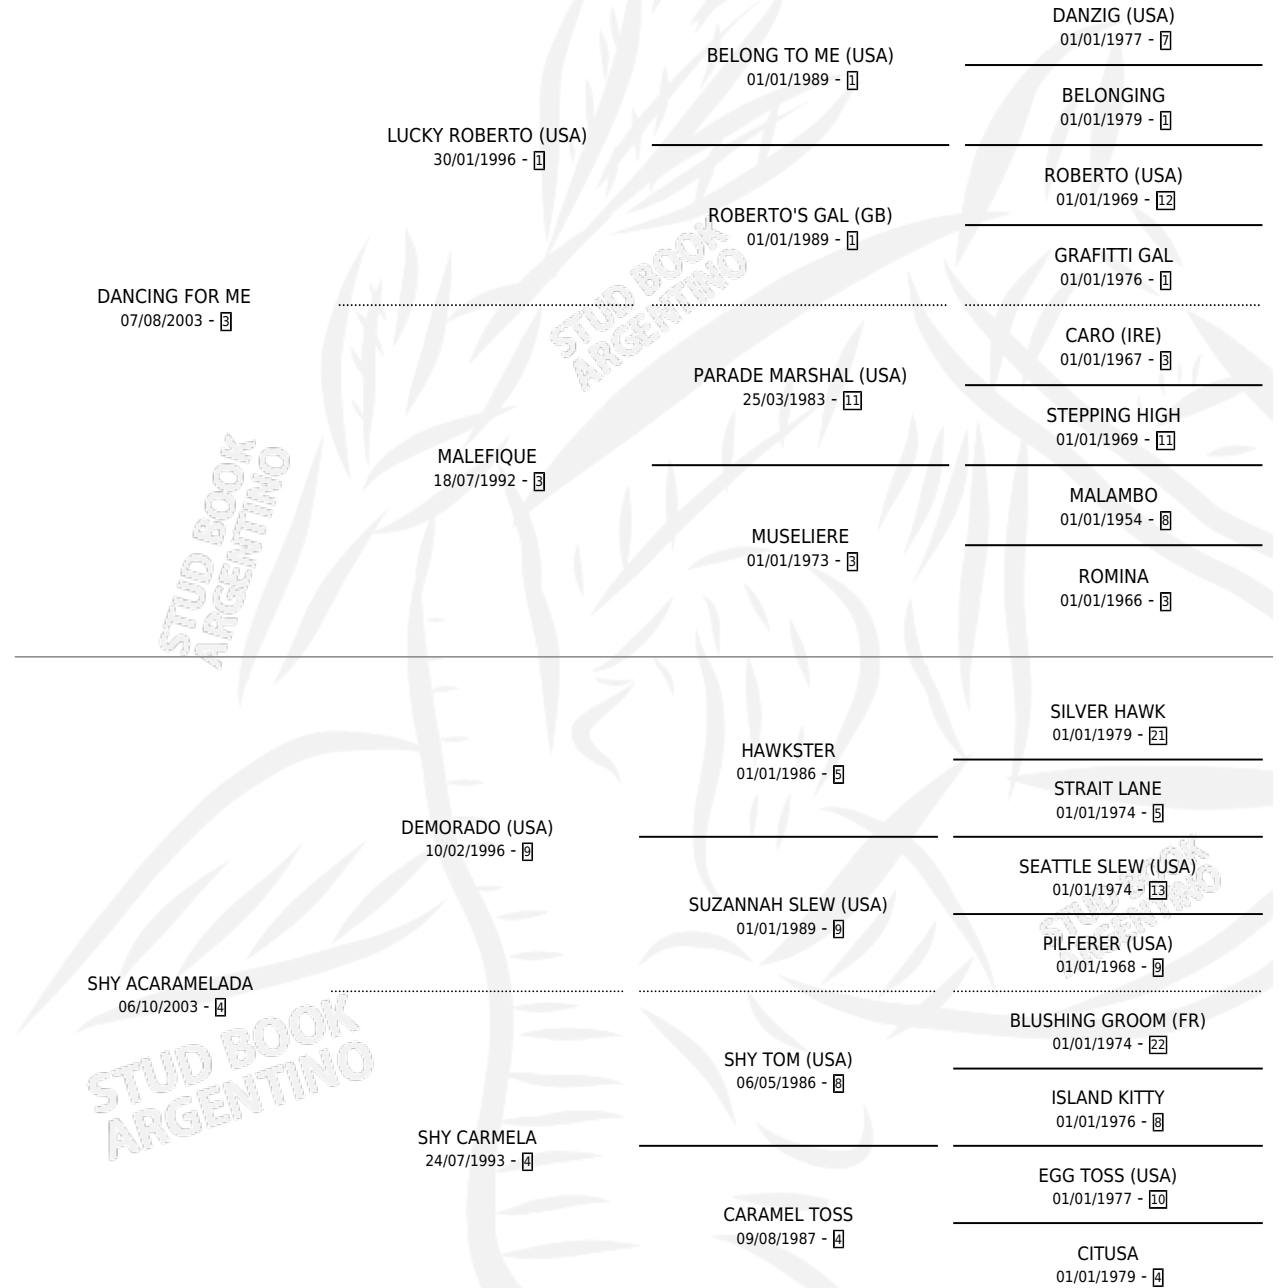 DANZIG (USA)
01/01/1977 - 7
BELONG TO ME (USA)
01/01/1989 - 1
BELONGING
01/01/1979 - 1
LUCKY ROBERTO (USA)
30/01/1996 - 1
ROBERTO (USA)
01/01/1969 - 12
ROBERTO'S GAL (GB)
01/01/1989 - 1
GRAFITTI GAL
01/01/1976 - 1
DANCING FOR ME
07/08/2003 - 3
CARO (IRE)
01/01/1967 - 3
PARADE MARSHAL (USA)
25/03/1983 - 11
STEPPING HIGH
01/01/1969 - 11
MALEFIQUE
18/07/1992 - 3
MALAMBO
01/01/1954 - 8
MUSELIERE
01/01/1973 - 3
ROMINA
01/01/1966 - 3
SILVER HAWK
01/01/1979 - 21
HAWKSTER
01/01/1986 - 5
STRAIT LANE
01/01/1974 - 5
DEMORADO (USA)
10/02/1996 - 9
SEATTLE SLEW (USA)
01/01/1974 - 13
SUZANNAH SLEW (USA)
01/01/1989 - 9
PILFERER (USA)
01/01/1968 - 9
SHY ACARAMELADA
06/10/2003 - 4
BLUSHING GROOM (FR)
01/01/1974 - 22
SHY TOM (USA)
06/05/1986 - 8
ISLAND KITTY
01/01/1976 - 8
SHY CARMELA
24/07/1993 - 4
EGG TOSS (USA)
01/01/1977 - 10
CARAMEL TOSS
09/08/1987 - 4
CITUSA
01/01/1979 - 4
STUD BOOK
ARGENTINO
STUD BOOK
ARGENTINO
STUD BOOK
ARGENTINO
STUD BOOK
ARGENTINO